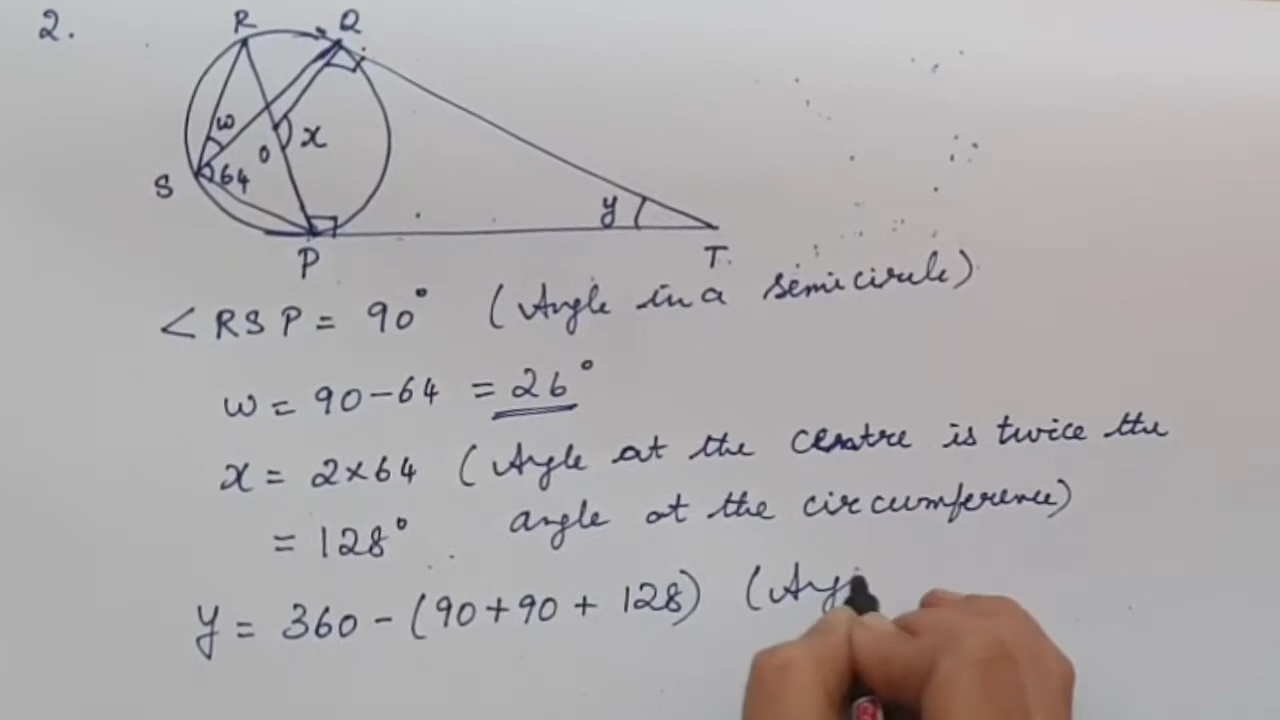 2.
R Q
w
O x
S 64
y
P T.
<RSP = 90° (Angle in a semicircle)
w = 90-64 = 26°
x = 2×64 (Angle at the centre is twice the
= 128° angle at the circumference)
y = 360 - (90+90+128) (Ang